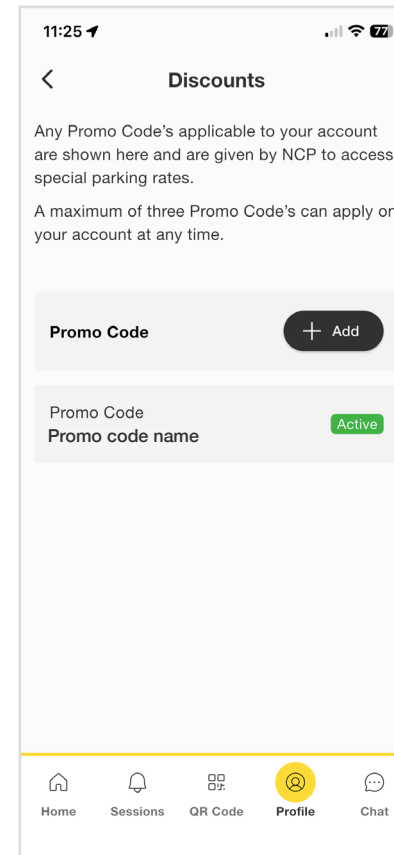 11:25
77
Discounts
Any Promo Code's applicable to your account
are shown here and are given by NCP to access
special parking rates.
A maximum of three Promo Code's can apply on
your account at any time.
Promo Code
Add
Promo Code
Active
Promo code name
Home Sessions QR Code Profile Chat